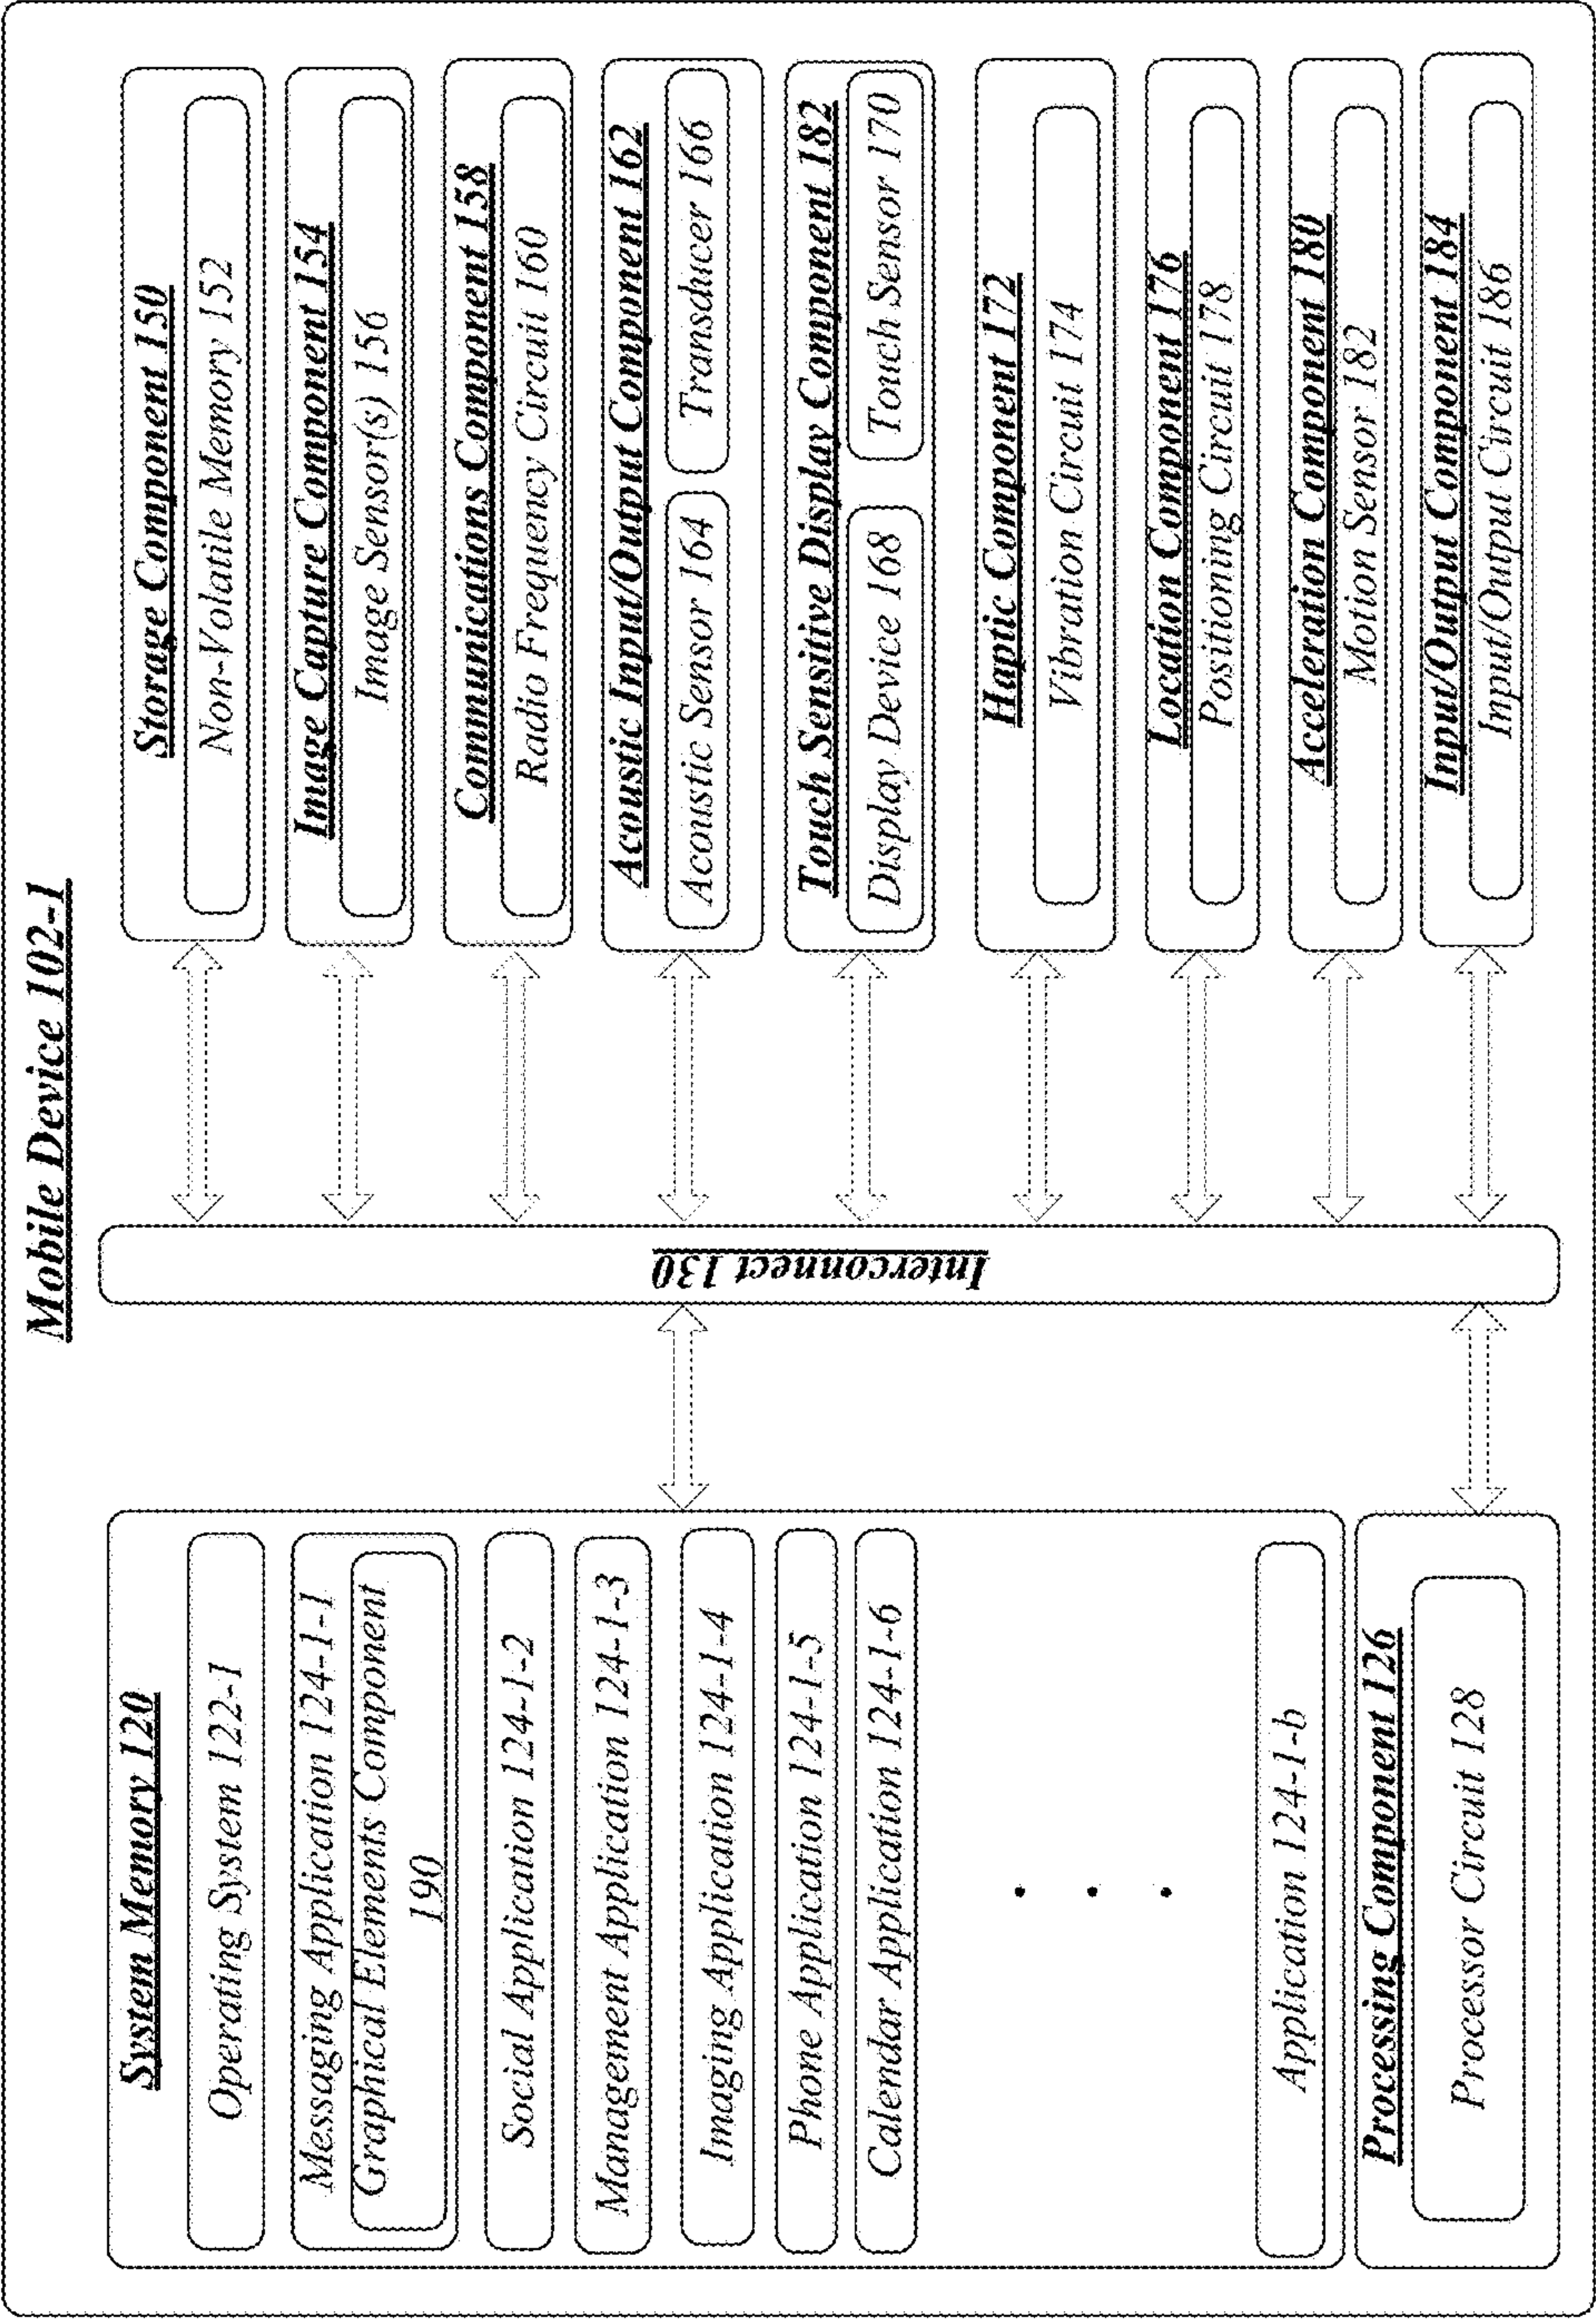 Mobile Device 102-1
System Memory 120
Operating System 122-1
Messaging Application 124-1-1
Graphical Elements Component
190
Social Application 124-1-2
Management Application 124-1-3
Imaging Application 124-1-4
Phone Application 124-1-5
Calendar Application 124-1-6
Application 124-1-b
Processing Component 126
Processor Circuit 128
Interconnect 130
Storage Component 150
Non-Volatile Memory 152
Image Capture Component 154
Image Sensor(s) 156
Communications Component 158
Radio Frequency Circuit 160
Acoustic Input/Output Component 162
Acoustic Sensor 164
Transducer 166
Touch Sensitive Display Component 182
Display Device 168
Touch Sensor 170
Haptic Component 172
Vibration Circuit 174
Location Component 176
Positioning Circuit 178
Acceleration Component 180
Motion Sensor 182
Input/Output Component 184
Input/Output Circuit 186